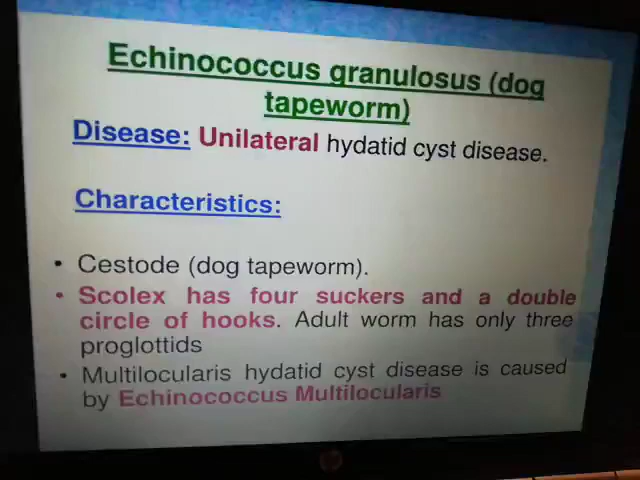 Echinococcus granulosus (dog
tapeworm)
Disease: Unilateral hydatid cyst disease.
Characteristics:
• Cestode (dog tapeworm).
• Scolex has four suckers and a double
circle of hooks. Adult worm has only three
proglottids
• Multilocularis hydatid cyst disease is caused
by Echinococcus Multilocularis